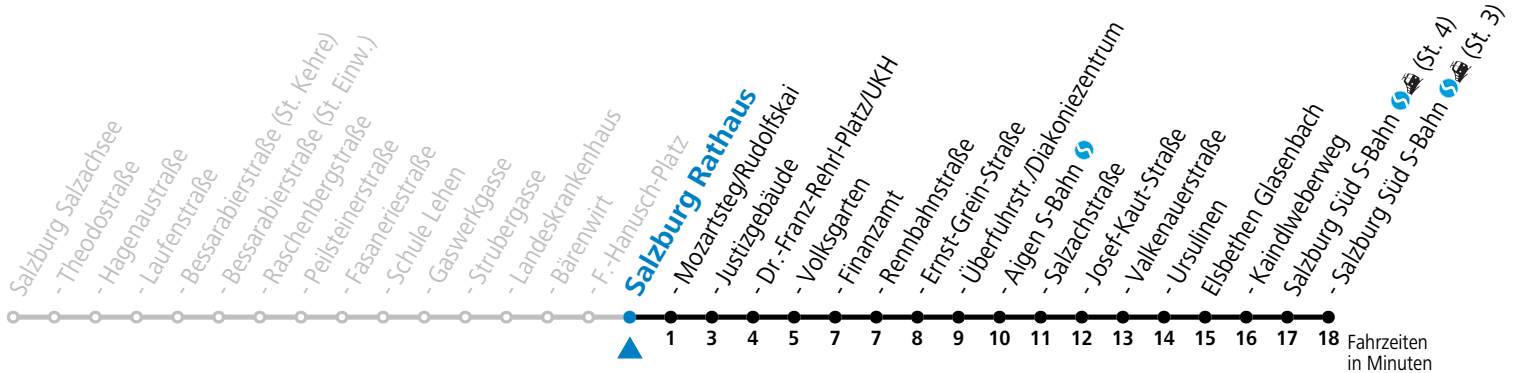 Salzburg Salzachsee
- Theodostraße
- Hagenaustraße
- Laufenstraße
- Bessarabierstraße (St. Kehre)
- Bessarabierstraße (St. Einw.)
- Raschenbergstraße
- Peilsteinerstraße
- Fasaneriestraße
- Schule Lehen
- Gaswerkgasse
- Strubergasse
- Landeskrankenhaus
- Bärenwirt
- F.-Hanusch-Platz
Salzburg Rathaus
- Mozartsteg/Rudolfskai
- Justizgebäude
- Dr.-Franz-Rehrl-Platz/UKH
- Volksgarten
- Finanzamt
- Rennbahnstraße
- Ernst-Grein-Straße
- Überfuhrstr./Diakoniezentrum
- Aigen S-Bahn
- Salzachstraße
- Josef-Kaut-Straße
- Valkenauerstraße
- Ursulinen
Elsbethen Glasenbach
- Kaindlweberweg
Salzburg Süd S-Bahn (St. 4)
- Salzburg Süd S-Bahn (St. 3)
1 3 4 5 7 7 8 9 10 11 12 13 14 15 16 17 18
Fahrzeiten
in Minuten